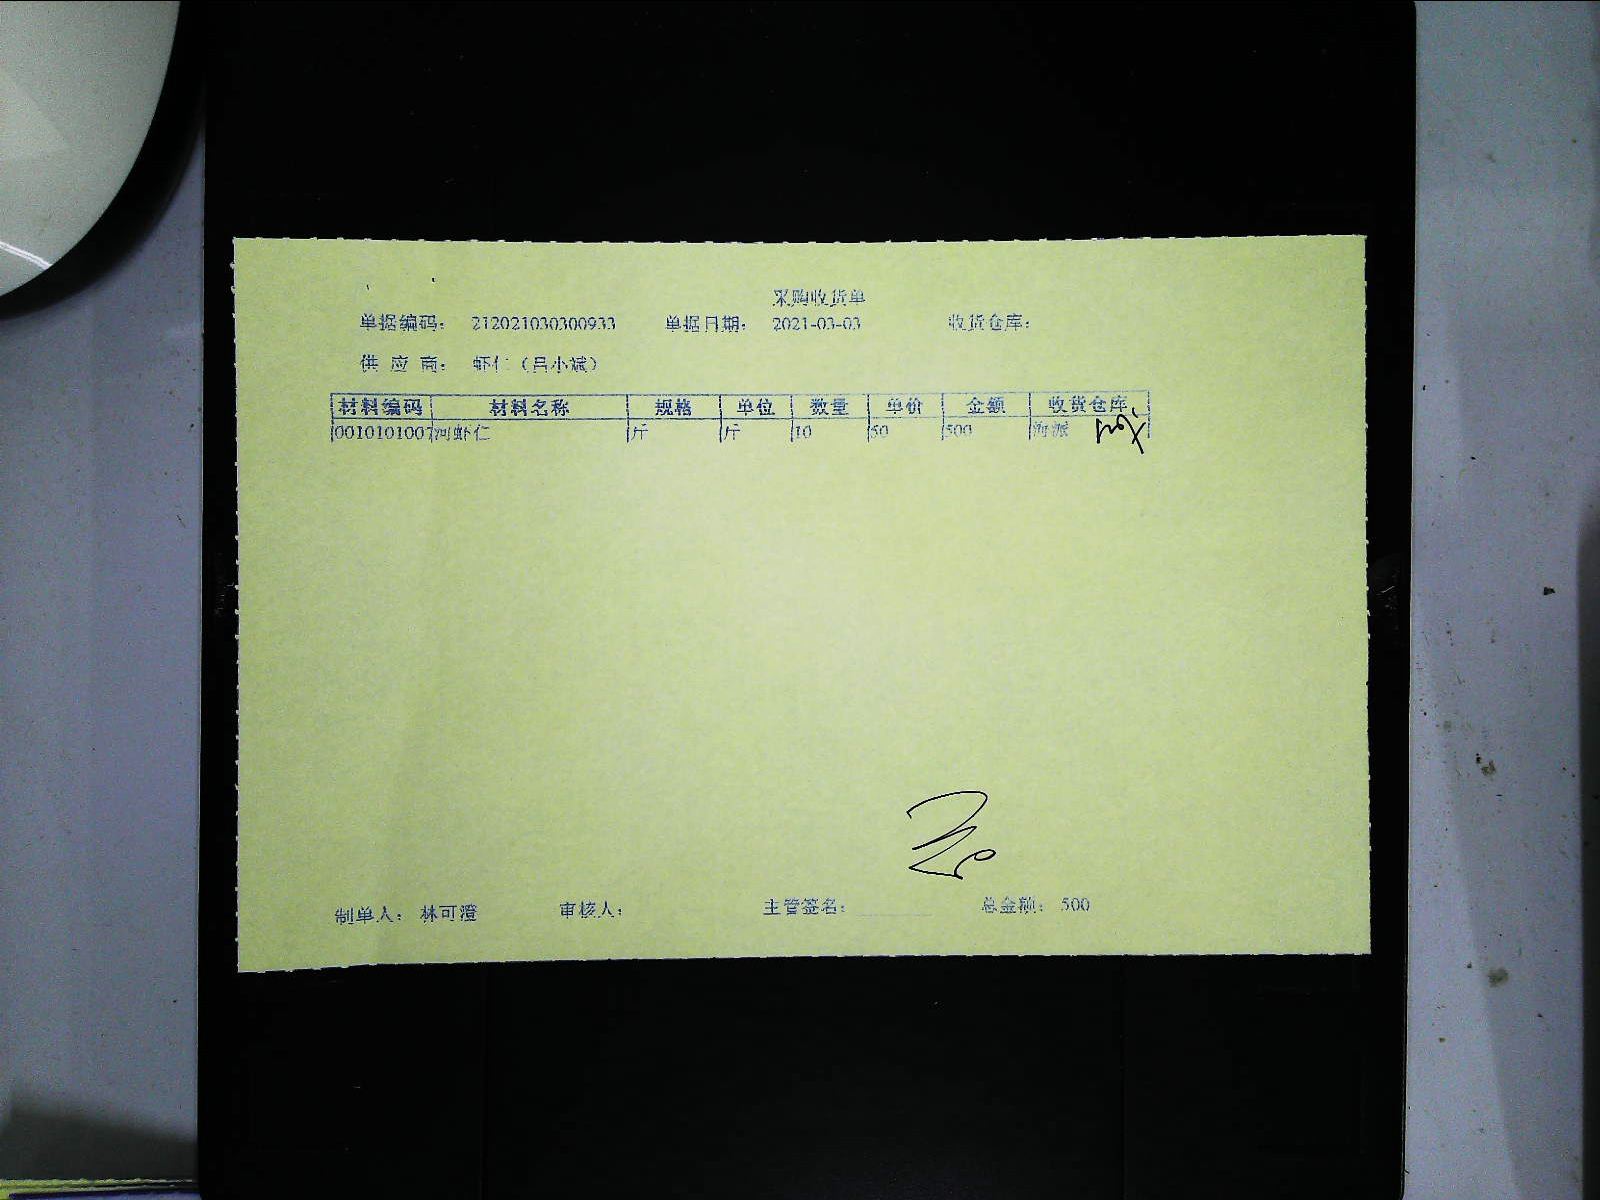 采购收货单
单据编码： 212021030300933 单据日期： 2021-03-03 收货仓库：
供 应 商： 虾仁（吕小斌）
材料编码 材料名称 规格 单位 数量 单价 金额 收货仓库
0010101007 河虾仁 斤 斤 10 50 500 海派
制单人： 林可澄 审核人： 主管签名： 总金额： 500